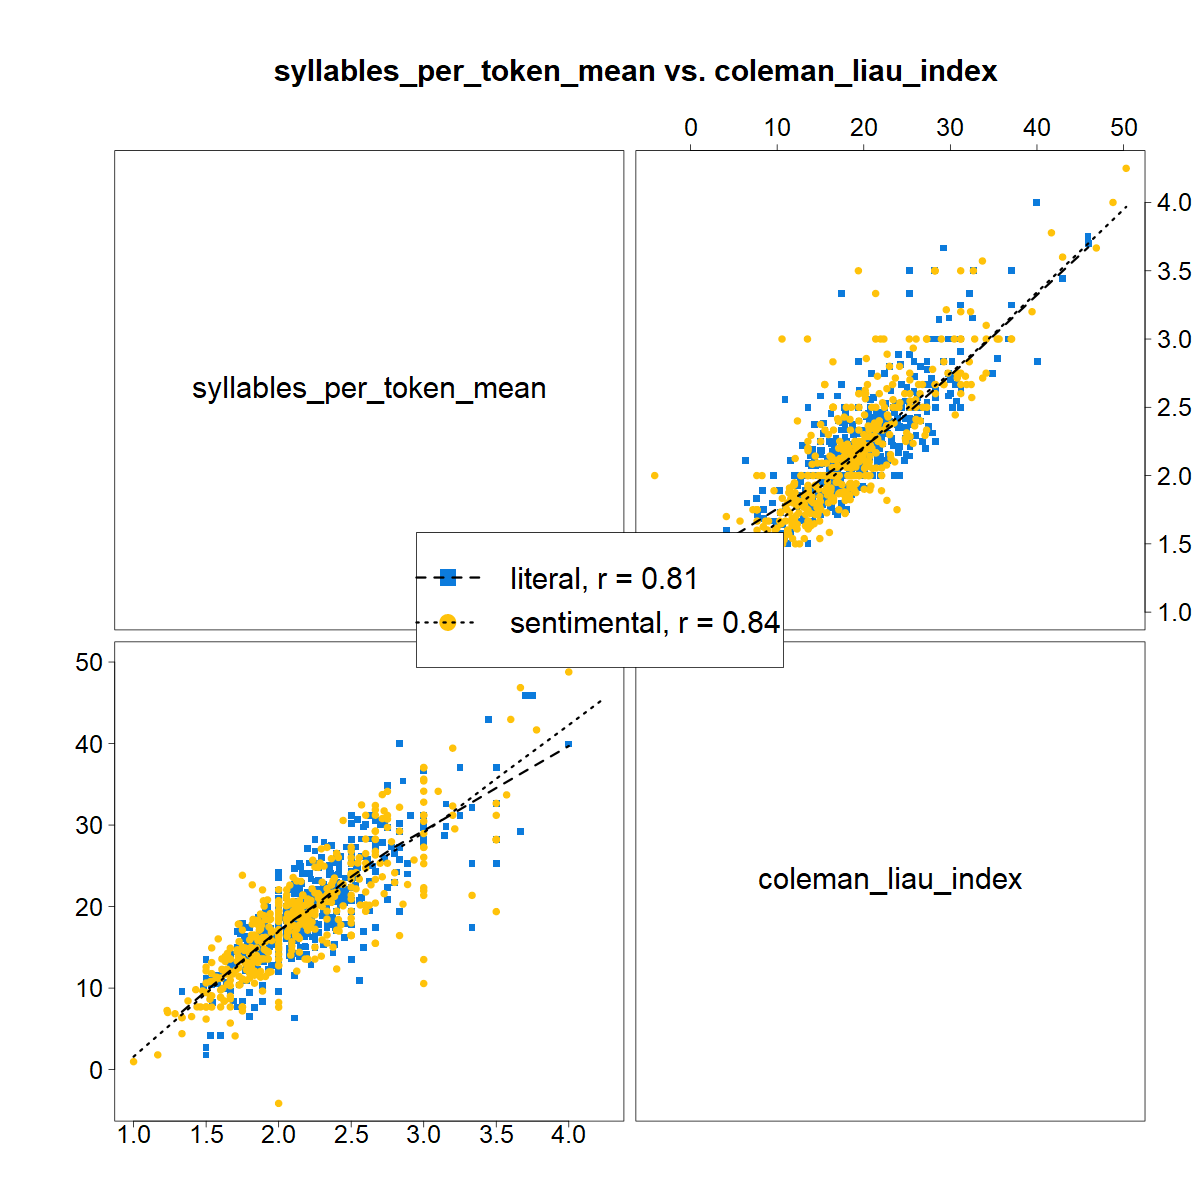 syllables_per_token_mean vs. coleman_liau_index
0 10 20 30 40 50
syllables_per_token_mean
4.0
3.5
3.0
2.5
2.0
1.5
1.0
literal, r = 0.81
sentimental, r = 0.84
50
40
30
20
10
0
coleman_liau_index
1.0 1.5 2.0 2.5 3.0 3.5 4.0